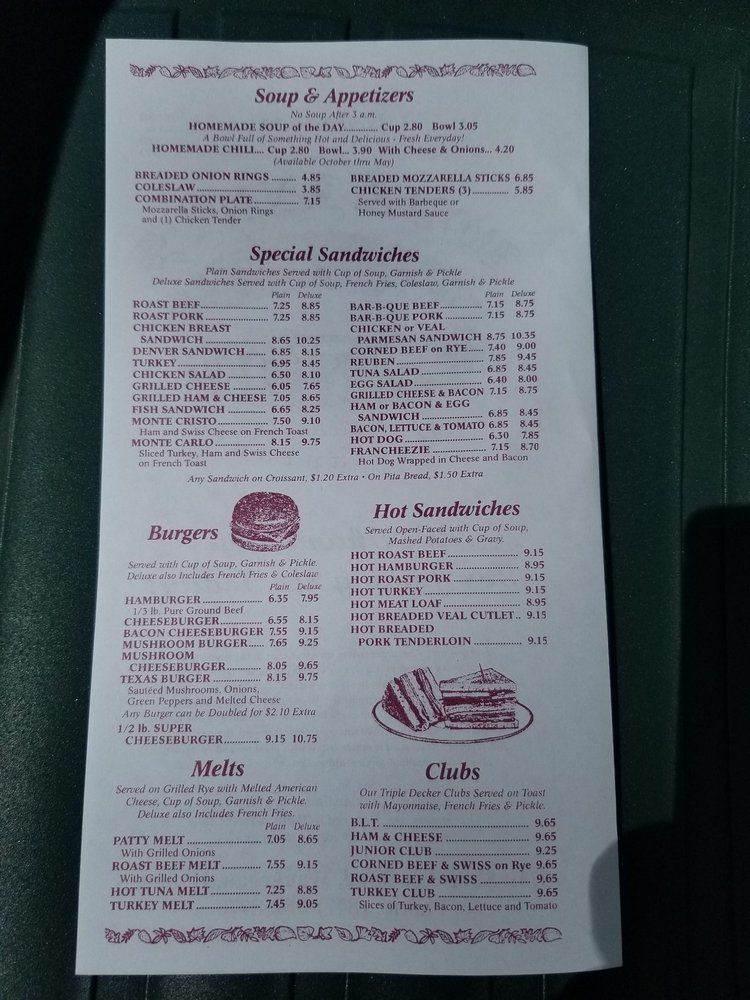 Soup & Appetizers
No Soup After 3 a.m.
HOMEMADE SOUP of the DAY.............. Cup 2.80 Bowl 3.05
A Bowl Full of Something Hot and Delicious - Fresh Everyday!
HOMEMADE CHILI.... Cup 2.80 Bowl... 3.90 With Cheese & Onions... 4.20
(Available October thru May)
BREADED ONION RINGS .......... 4.85
COLESLAW................................... 3.85
COMBINATION PLATE................ 7.15
Mozzarella Sticks, Onion Rings
and (1) Chicken Tender
BREADED MOZZARELLA STICKS 6.85
CHICKEN TENDERS (3)............. 5.85
Served with Barbeque or
Honey Mustard Sauce
Special Sandwiches
Plain Sandwiches Served with Cup of Soup, Garnish & Pickle
Deluxe Sandwiches Served with Cup of Soup, French Fries, Coleslaw, Garnish & Pickle
Plain Deluxe
ROAST BEEF........................ 7.25 8.85
ROAST PORK...................... 7.25 8.85
CHICKEN BREAST
SANDWICH ..................... 8.65 10.25
DENVER SANDWICH....... 6.85 8.15
TURKEY............................... 6.95 8.45
CHICKEN SALAD .............. 6.50 8.10
GRILLED CHEESE ............ 6.05 7.65
GRILLED HAM & CHEESE 7.05 8.65
FISH SANDWICH .............. 6.65 8.25
MONTE CRISTO................. 7.50 9.10
Ham and Swiss Cheese on French Toast
MONTE CARLO.................. 8.15 9.75
Sliced Turkey, Ham and Swiss Cheese
on French Toast
Plain Deluxe
BAR-B-QUE BEEF............... 7.15 8.75
BAR-B-QUE PORK ............. 7.15 8.75
CHICKEN or VEAL
PARMESAN SANDWICH 8.75 10.35
CORNED BEEF on RYE..... 7.40 9.00
REUBEN............................... 7.85 9.45
TUNA SALAD ..................... 6.85 8.45
EGG SALAD......................... 6.40 8.00
GRILLED CHEESE & BACON 7.15 8.75
HAM or BACON & EGG
SANDWICH ...................... 6.85 8.45
BACON, LETTUCE & TOMATO 6.85 8.45
HOT DOG............................. 6.30 7.85
FRANCHEEZIE ................... 7.15 8.70
Hot Dog Wrapped in Cheese and Bacon
Any Sandwich on Croissant, $1.20 Extra • On Pita Bread, $1.50 Extra
Burgers
Served with Cup of Soup, Garnish & Pickle.
Deluxe also Includes French Fries & Coleslaw
Plain Deluxe
HAMBURGER ..................... 6.35 7.95
1/3 lb. Pure Ground Beef
CHEESEBURGER............... 6.55 8.15
BACON CHEESEBURGER 7.55 9.15
MUSHROOM BURGER...... 7.65 9.25
MUSHROOM
CHEESEBURGER............ 8.05 9.65
TEXAS BURGER ................. 8.15 9.75
Sautéed Mushrooms, Onions,
Green Peppers and Melted Cheese
Any Burger can be Doubled for $2.10 Extra
1/2 lb. SUPER
CHEESEBURGER............. 9.15 10.75
Hot Sandwiches
Served Open-Faced with Cup of Soup,
Mashed Potatoes & Gravy.
HOT ROAST BEEF......................... 9.15
HOT HAMBURGER ....................... 8.95
HOT ROAST PORK ....................... 9.15
HOT TURKEY................................. 9.15
HOT MEAT LOAF........................... 8.95
HOT BREADED VEAL CUTLET.. 9.15
HOT BREADED
PORK TENDERLOIN ................. 9.15
Melts
Served on Grilled Rye with Melted American
Cheese, Cup of Soup, Garnish & Pickle.
Deluxe also Includes French Fries.
Plain Deluxe
PATTY MELT ......................... 7.05 8.65
With Grilled Onions
ROAST BEEF MELT............. 7.55 9.15
With Grilled Onions
HOT TUNA MELT................. 7.25 8.85
TURKEY MELT ..................... 7.45 9.05
Clubs
Our Triple Decker Clubs Served on Toast
with Mayonnaise, French Fries & Pickle.
B.L.T. ................................................. 9.65
HAM & CHEESE ............................ 9.65
JUNIOR CLUB ................................ 9.25
CORNED BEEF & SWISS on Rye 9.65
ROAST BEEF & SWISS ................ 9.65
TURKEY CLUB .............................. 9.65
Slices of Turkey, Bacon, Lettuce and Tomato